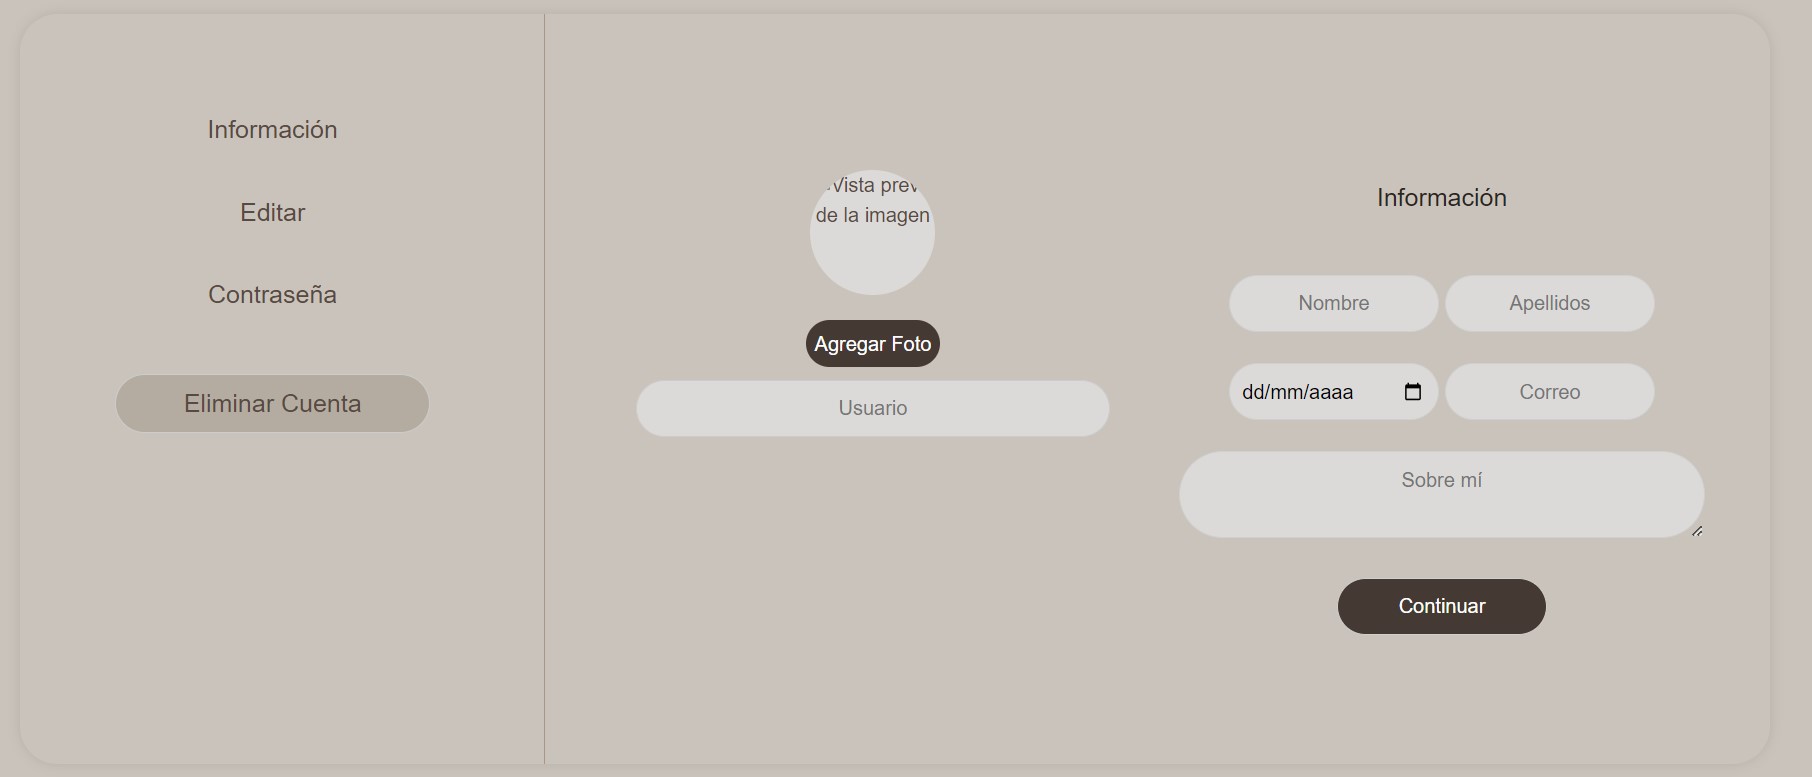 Información
Editar
Contraseña
Eliminar Cuenta
Vista prev
de la imagen
Agregar Foto
Usuario
Información
Nombre Apellidos
dd/mm/aaaa Correo
Sobre mí
Continuar